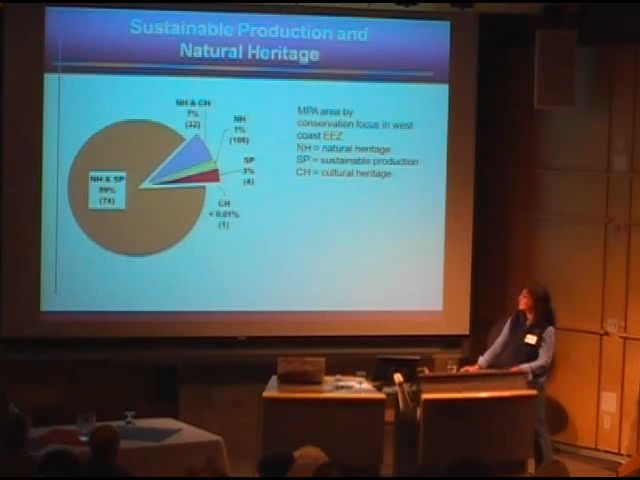 Sustainable Production and
Natural Heritage
NH & CH
7%
(32)
NH
1%
(186)
SP
3%
(4)
CH
< 0.01%
(1)
NH & SP
89%
(74)
MPA area by
conservation focus in west
coast EEZ
NH = natural heritage
SP = sustainable production
CH = cultural heritage